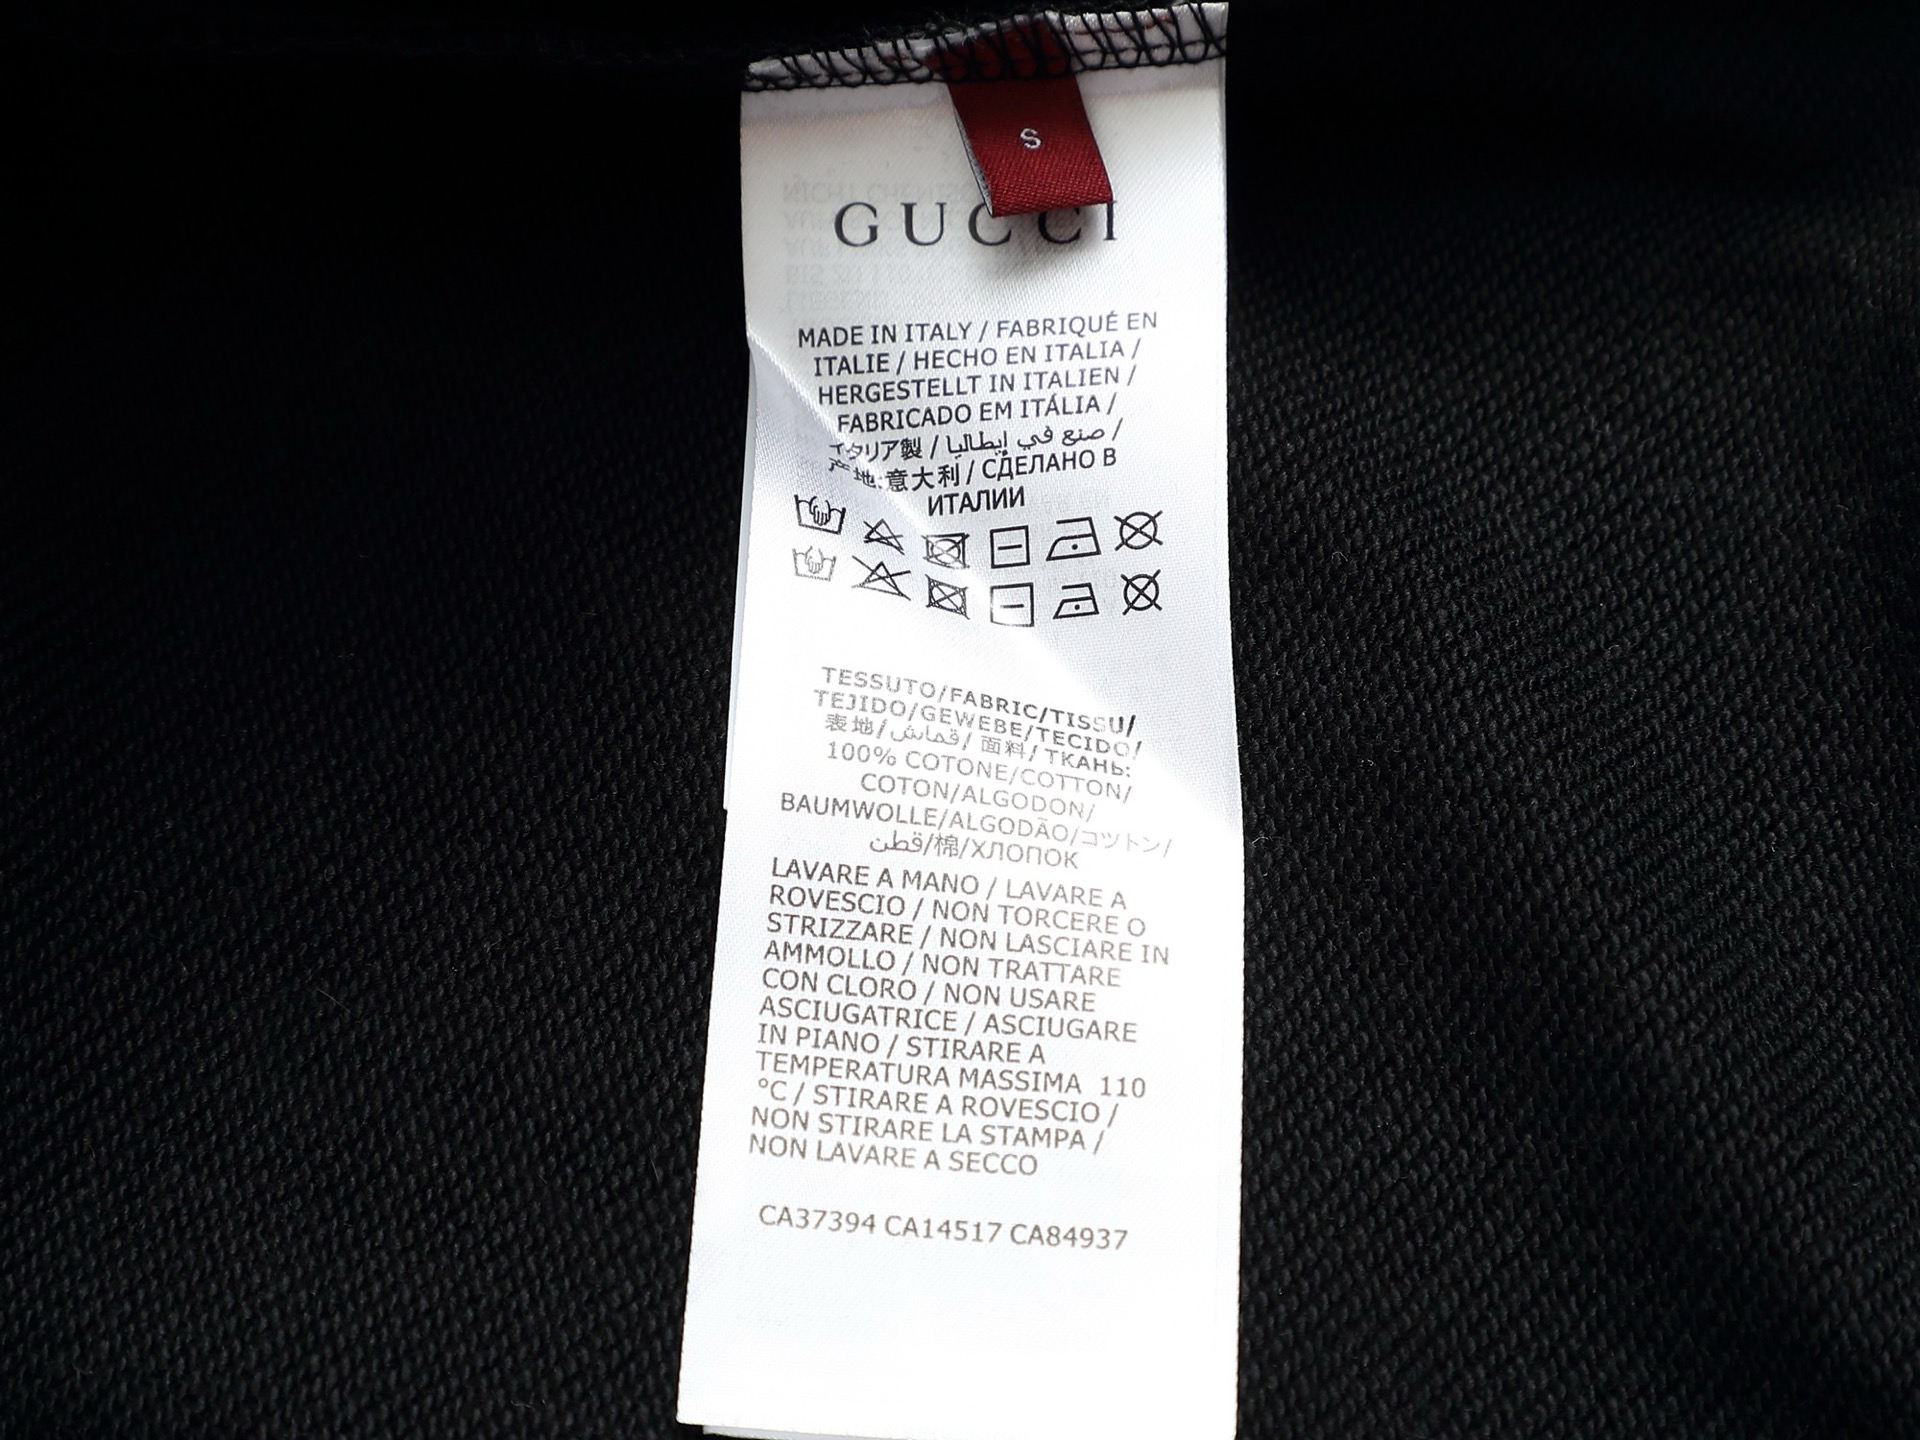 S
GUCCI
MADE IN ITALY / FABRIQUÉ EN
ITALIE / HECHO EN ITALIA /
HERGESTELLT IN ITALIEN /
FABRICADO EM ITÁLIA /
イタリア製 / صنع في إيطاليا /
产地:意大利 / СДЕЛАНО В
ИТАЛИИ
TESSUTO/FABRIC/TISSU/
TEJIDO/GEWEBE/TECIDO/
表地/قماش/ 面料/ ТКАНЬ:
100% COTONE/COTTON/
COTON/ALGODON/
BAUMWOLLE/ALGODÃO/コツトン/
قطن/棉/ХЛОПОК
LAVARE A MANO / LAVARE A
ROVESCIO / NON TORCERE O
STRIZZARE / NON LASCIARE IN
AMMOLLO / NON TRATTARE
CON CLORO / NON USARE
ASCIUGATRICE / ASCIUGARE
IN PIANO / STIRARE A
TEMPERATURA MASSIMA 110
°C / STIRARE A ROVESCIO /
NON STIRARE LA STAMPA /
NON LAVARE A SECCO
CA37394 CA14517 CA84937